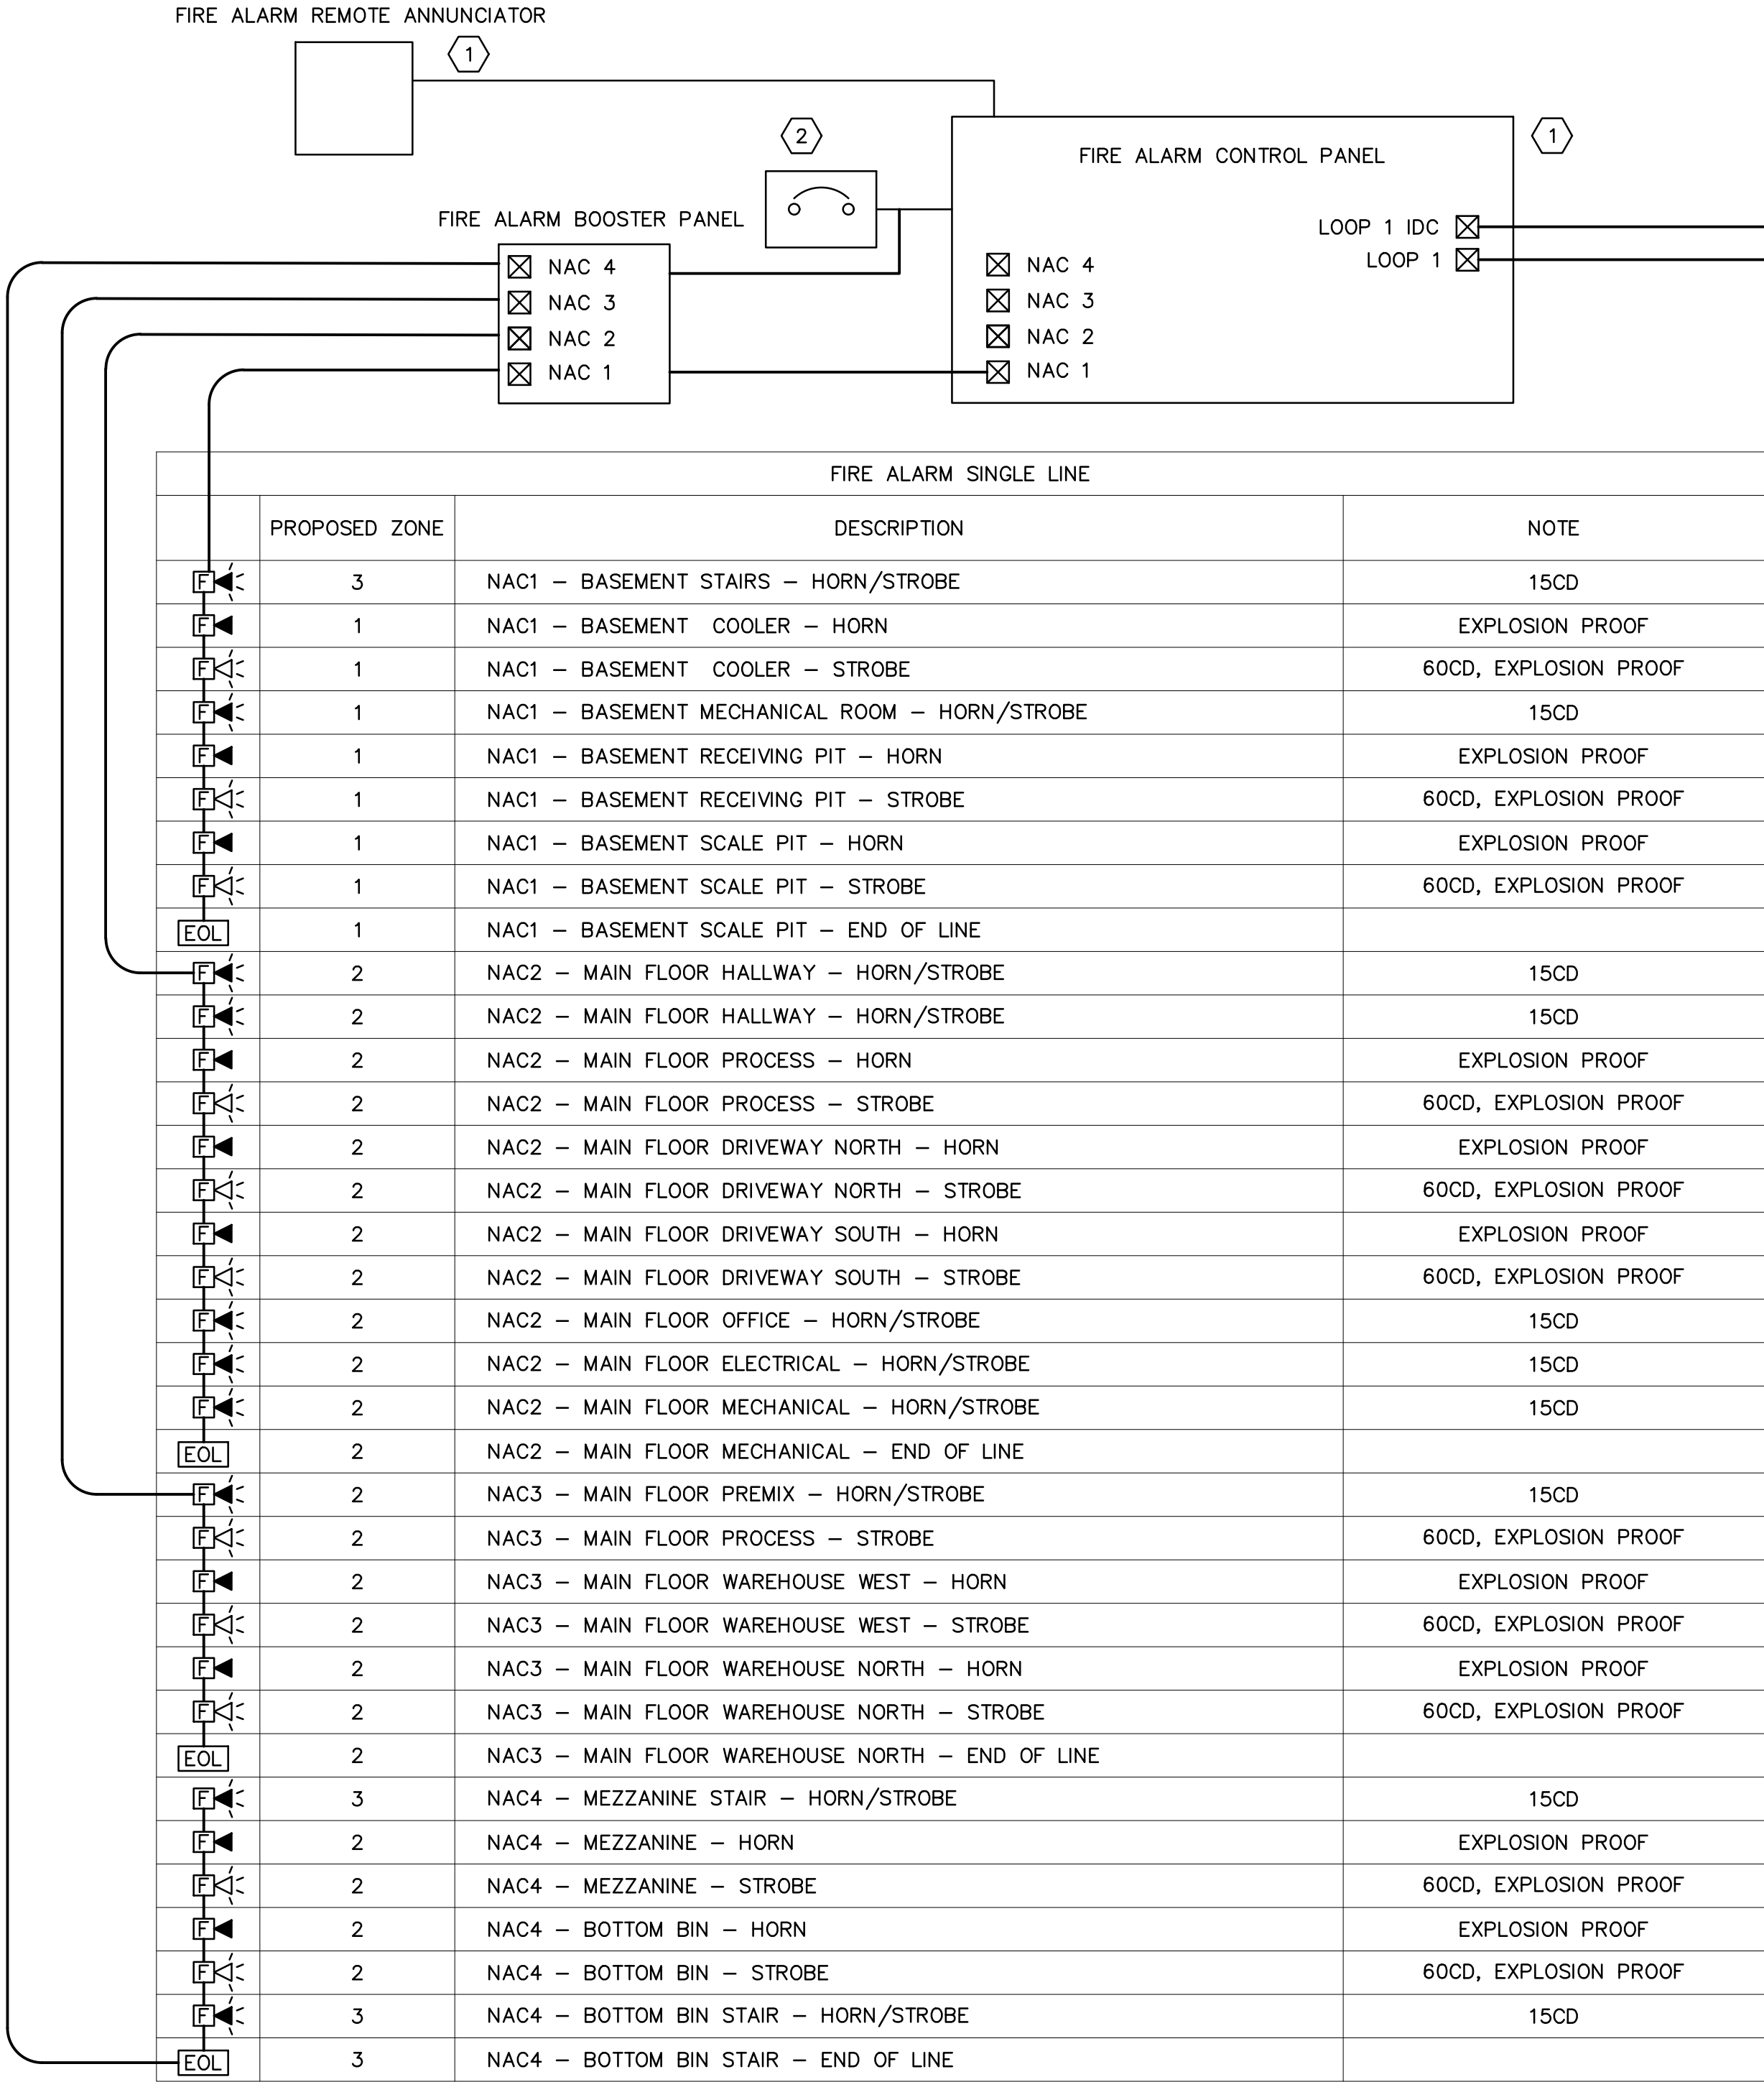 FIRE ALARM REMOTE ANNUNCIATOR
1
2
FIRE ALARM CONTROL PANEL
1
FIRE ALARM BOOSTER PANEL
LOOP 1 IDC
LOOP 1
NAC 4
NAC 3
NAC 2
NAC 1
NAC 4
NAC 3
NAC 2
NAC 1
FIRE ALARM SINGLE LINE
PROPOSED ZONE DESCRIPTION NOTE
F 3 NAC1 – BASEMENT STAIRS – HORN/STROBE 15CD
F 1 NAC1 – BASEMENT COOLER – HORN EXPLOSION PROOF
F 1 NAC1 – BASEMENT COOLER – STROBE 60CD, EXPLOSION PROOF
F 1 NAC1 – BASEMENT MECHANICAL ROOM – HORN/STROBE 15CD
F 1 NAC1 – BASEMENT RECEIVING PIT – HORN EXPLOSION PROOF
F 1 NAC1 – BASEMENT RECEIVING PIT – STROBE 60CD, EXPLOSION PROOF
F 1 NAC1 – BASEMENT SCALE PIT – HORN EXPLOSION PROOF
F 1 NAC1 – BASEMENT SCALE PIT – STROBE 60CD, EXPLOSION PROOF
EOL 1 NAC1 – BASEMENT SCALE PIT – END OF LINE
F 2 NAC2 – MAIN FLOOR HALLWAY – HORN/STROBE 15CD
F 2 NAC2 – MAIN FLOOR HALLWAY – HORN/STROBE 15CD
F 2 NAC2 – MAIN FLOOR PROCESS – HORN EXPLOSION PROOF
F 2 NAC2 – MAIN FLOOR PROCESS – STROBE 60CD, EXPLOSION PROOF
F 2 NAC2 – MAIN FLOOR DRIVEWAY NORTH – HORN EXPLOSION PROOF
F 2 NAC2 – MAIN FLOOR DRIVEWAY NORTH – STROBE 60CD, EXPLOSION PROOF
F 2 NAC2 – MAIN FLOOR DRIVEWAY SOUTH – HORN EXPLOSION PROOF
F 2 NAC2 – MAIN FLOOR DRIVEWAY SOUTH – STROBE 60CD, EXPLOSION PROOF
F 2 NAC2 – MAIN FLOOR OFFICE – HORN/STROBE 15CD
F 2 NAC2 – MAIN FLOOR ELECTRICAL – HORN/STROBE 15CD
F 2 NAC2 – MAIN FLOOR MECHANICAL – HORN/STROBE 15CD
EOL 2 NAC2 – MAIN FLOOR MECHANICAL – END OF LINE
F 2 NAC3 – MAIN FLOOR PREMIX – HORN/STROBE 15CD
F 2 NAC3 – MAIN FLOOR PROCESS – STROBE 60CD, EXPLOSION PROOF
F 2 NAC3 – MAIN FLOOR WAREHOUSE WEST – HORN EXPLOSION PROOF
F 2 NAC3 – MAIN FLOOR WAREHOUSE WEST – STROBE 60CD, EXPLOSION PROOF
F 2 NAC3 – MAIN FLOOR WAREHOUSE NORTH – HORN EXPLOSION PROOF
F 2 NAC3 – MAIN FLOOR WAREHOUSE NORTH – STROBE 60CD, EXPLOSION PROOF
EOL 2 NAC3 – MAIN FLOOR WAREHOUSE NORTH – END OF LINE
F 3 NAC4 – MEZZANINE STAIR – HORN/STROBE 15CD
F 2 NAC4 – MEZZANINE – HORN EXPLOSION PROOF
F 2 NAC4 – MEZZANINE – STROBE 60CD, EXPLOSION PROOF
F 2 NAC4 – BOTTOM BIN – HORN EXPLOSION PROOF
F 2 NAC4 – BOTTOM BIN – STROBE 60CD, EXPLOSION PROOF
F 3 NAC4 – BOTTOM BIN STAIR – HORN/STROBE 15CD
EOL 3 NAC4 – BOTTOM BIN STAIR – END OF LINE